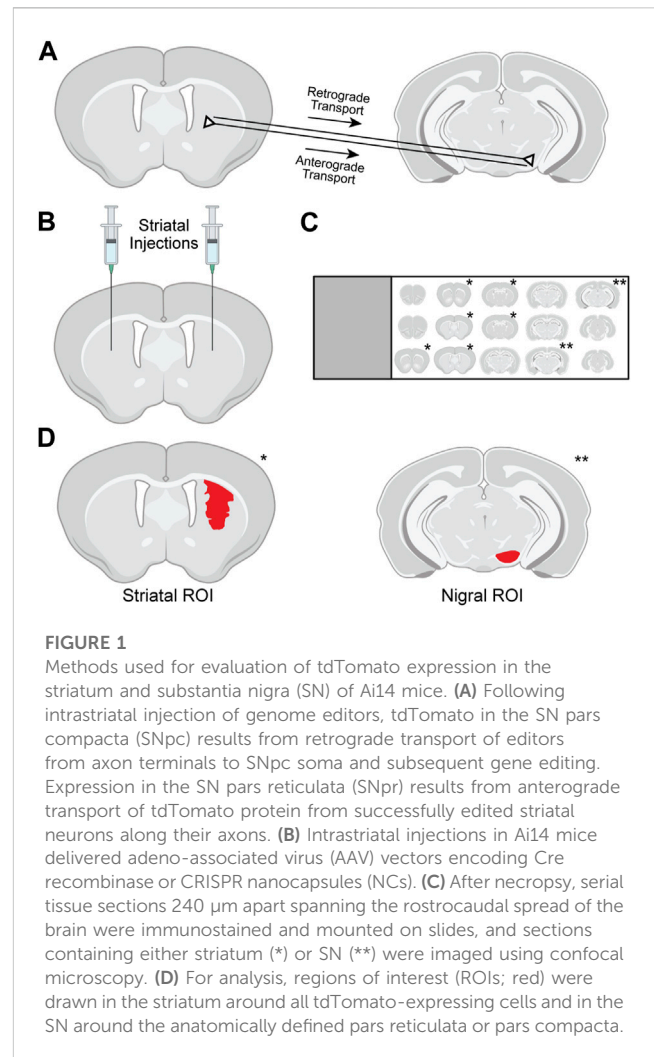 A
Retrograde
Transport
Anterograde
Transport
B
Striatal
Injections
C
* * **
* *
* * **
D
*
**
Striatal ROI
Nigral ROI
FIGURE 1
Methods used for evaluation of tdTomato expression in the
striatum and substantia nigra (SN) of Ai14 mice. (A) Following
intrastriatal injection of genome editors, tdTomato in the SN pars
compacta (SNpc) results from retrograde transport of editors
from axon terminals to SNpc soma and subsequent gene editing.
Expression in the SN pars reticulata (SNpr) results from anterograde
transport of tdTomato protein from successfully edited striatal
neurons along their axons. (B) Intrastriatal injections in Ai14 mice
delivered adeno-associated virus (AAV) vectors encoding Cre
recombinase or CRISPR nanocapsules (NCs). (C) After necropsy, serial
tissue sections 240 µm apart spanning the rostrocaudal spread of the
brain were immunostained and mounted on slides, and sections
containing either striatum (*) or SN (**) were imaged using confocal
microscopy. (D) For analysis, regions of interest (ROIs; red) were
drawn in the striatum around all tdTomato-expressing cells and in the
SN around the anatomically defined pars reticulata or pars compacta.